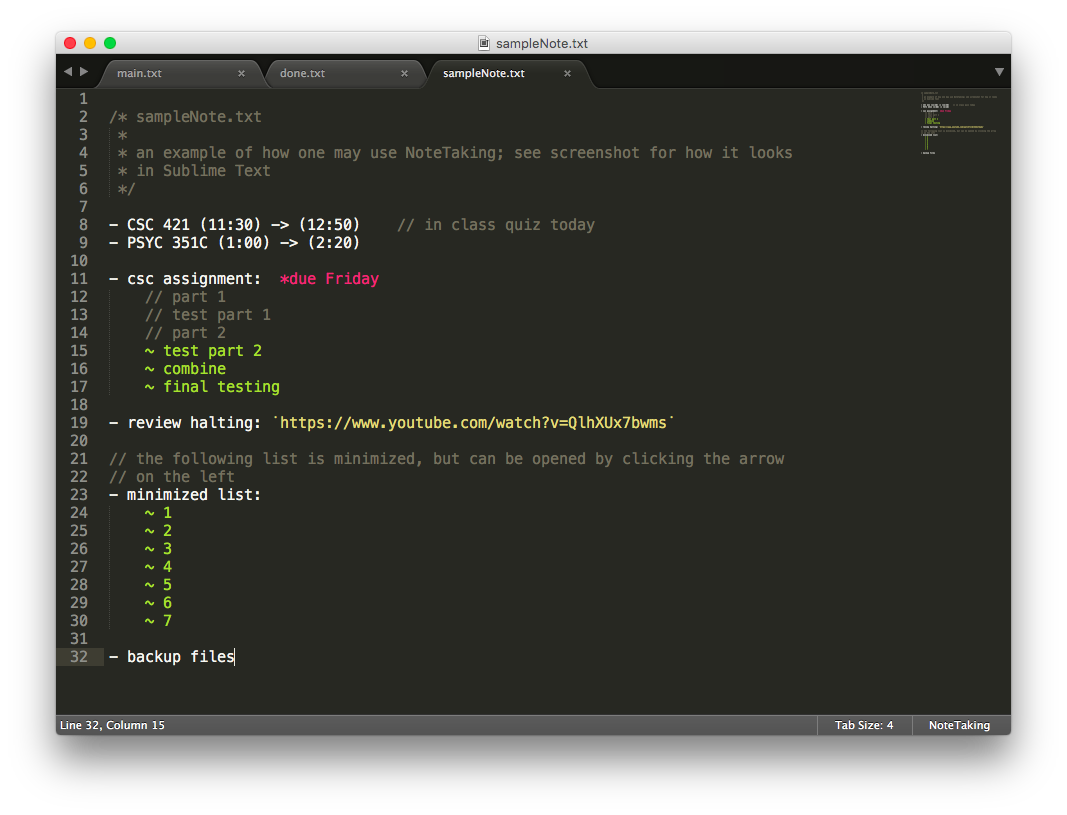 sampleNote.txt
main.txt × done.txt × sampleNote.txt ×
1
2 /* sampleNote.txt
3  *
4  * an example of how one may use NoteTaking; see screenshot for how it looks
5  * in Sublime Text
6  */
7
8 - CSC 421 (11:30) -> (12:50)    // in class quiz today
9 - PSYC 351C (1:00) -> (2:20)
10
11 - csc assignment:  *due Friday
12     // part 1
13     // test part 1
14     // part 2
15     ~ test part 2
16     ~ combine
17     ~ final testing
18
19 - review halting: `https://www.youtube.com/watch?v=QlhXUx7bwms`
20
21 // the following list is minimized, but can be opened by clicking the arrow
22 // on the left
23 - minimized list:
24     ~ 1
25     ~ 2
26     ~ 3
27     ~ 4
28     ~ 5
29     ~ 6
30     ~ 7
31
32 - backup files
Line 32, Column 15 Tab Size: 4 NoteTaking